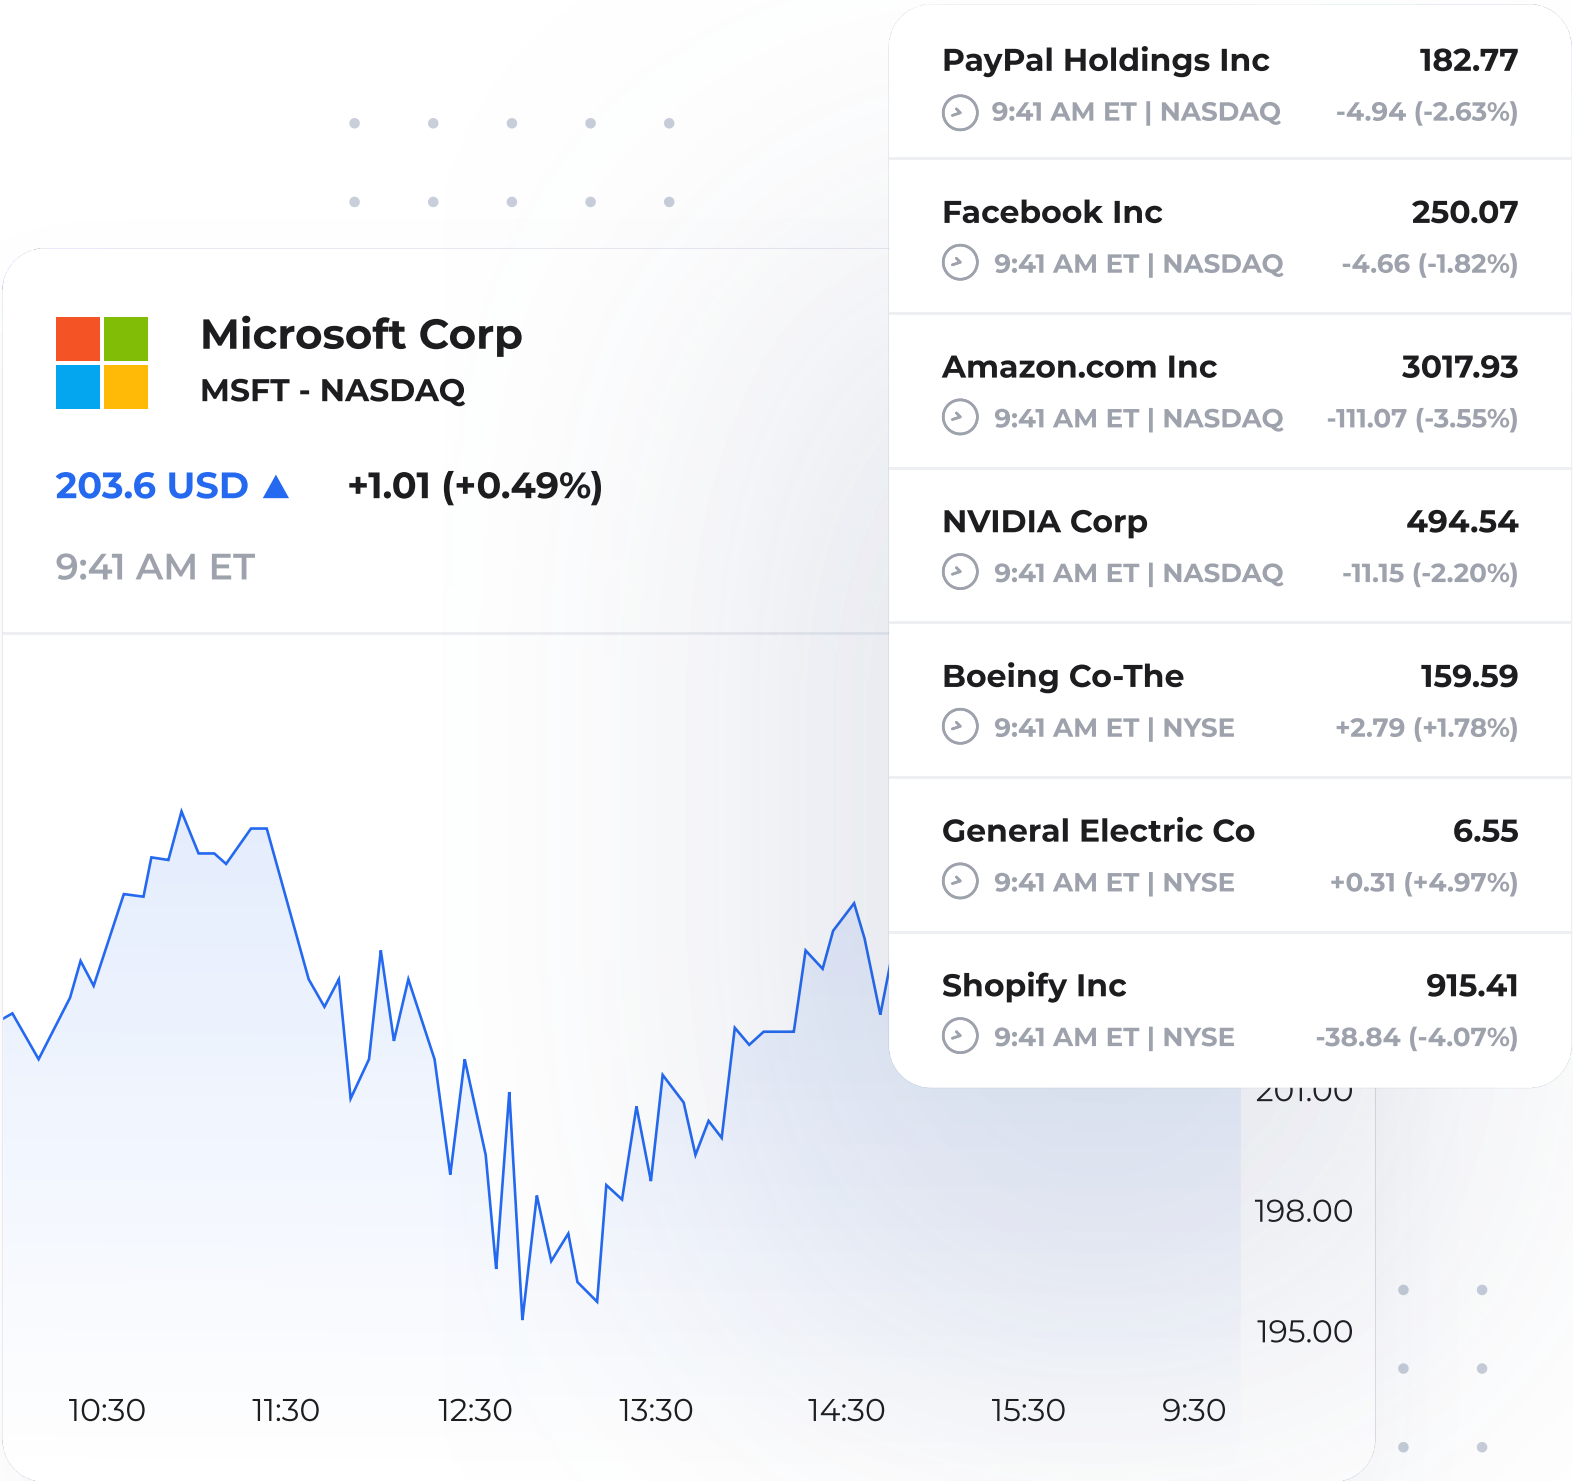 Microsoft Corp
MSFT - NASDAQ
203.6 USD ▲ +1.01 (+0.49%)
9:41 AM ET
PayPal Holdings Inc 182.77
9:41 AM ET | NASDAQ -4.94 (-2.63%)
Facebook Inc 250.07
9:41 AM ET | NASDAQ -4.66 (-1.82%)
Amazon.com Inc 3017.93
9:41 AM ET | NASDAQ -111.07 (-3.55%)
NVIDIA Corp 494.54
9:41 AM ET | NASDAQ -11.15 (-2.20%)
Boeing Co-The 159.59
9:41 AM ET | NYSE +2.79 (+1.78%)
General Electric Co 6.55
9:41 AM ET | NYSE +0.31 (+4.97%)
Shopify Inc 915.41
9:41 AM ET | NYSE -38.84 (-4.07%)
201.00
198.00
195.00
10:30 11:30 12:30 13:30 14:30 15:30 9:30